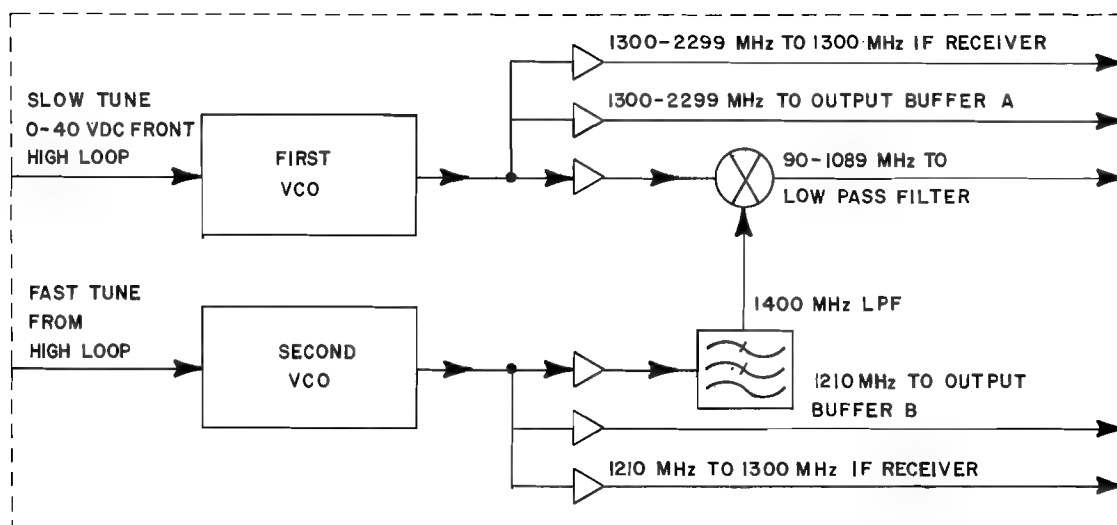 1300-2299 MHz TO 1300 MHz IF RECEIVER
SLOW TUNE
0-40 VDC FRONT
HIGH LOOP
1300-2299 MHz TO OUTPUT BUFFER A
FIRST
VCO
90-1089 MHz TO
LOW PASS FILTER
FAST TUNE
FROM
HIGH LOOP
1400 MHz LPF
SECOND
VCO
1210 MHz TO OUTPUT
BUFFER B
1210 MHz TO 1300 MHz IF RECEIVER